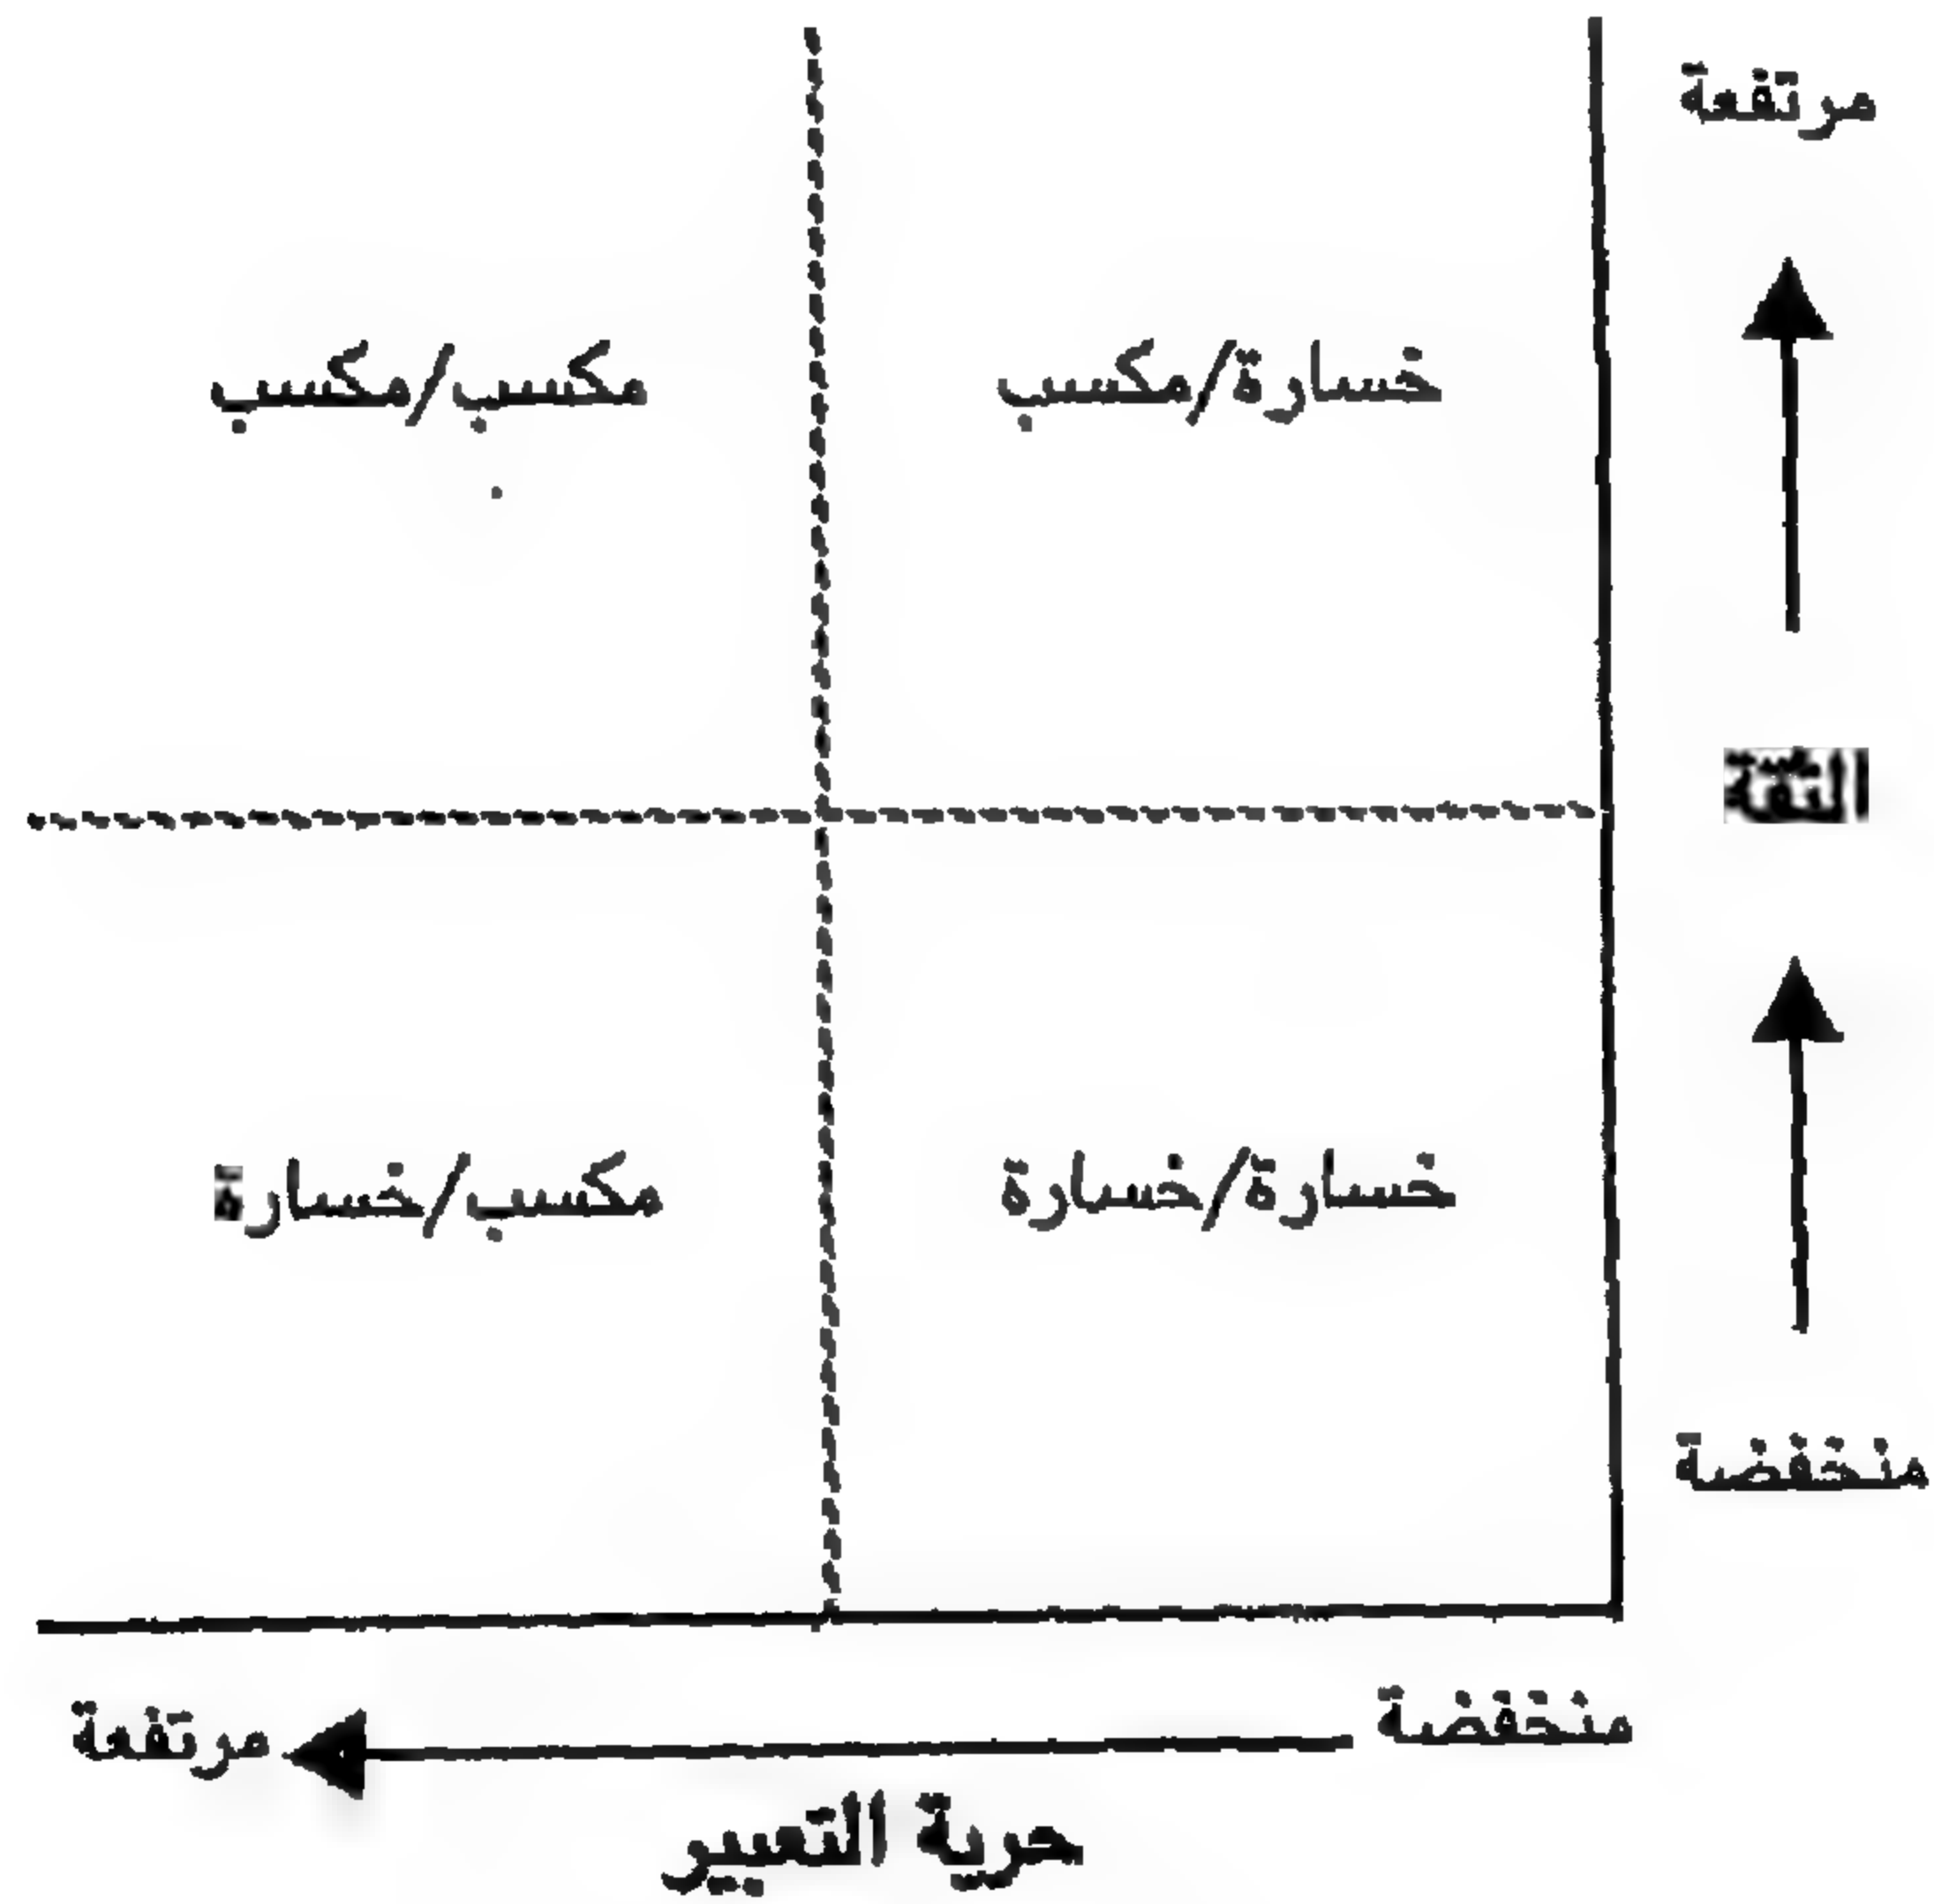 مرتفعة
خسارة/مكسب
مكسب/مكسب
الثقة
خسارة/خسارة
مكسب/خسارة
منخفضة
منخفضة
مرتفعة
حرية التعبير